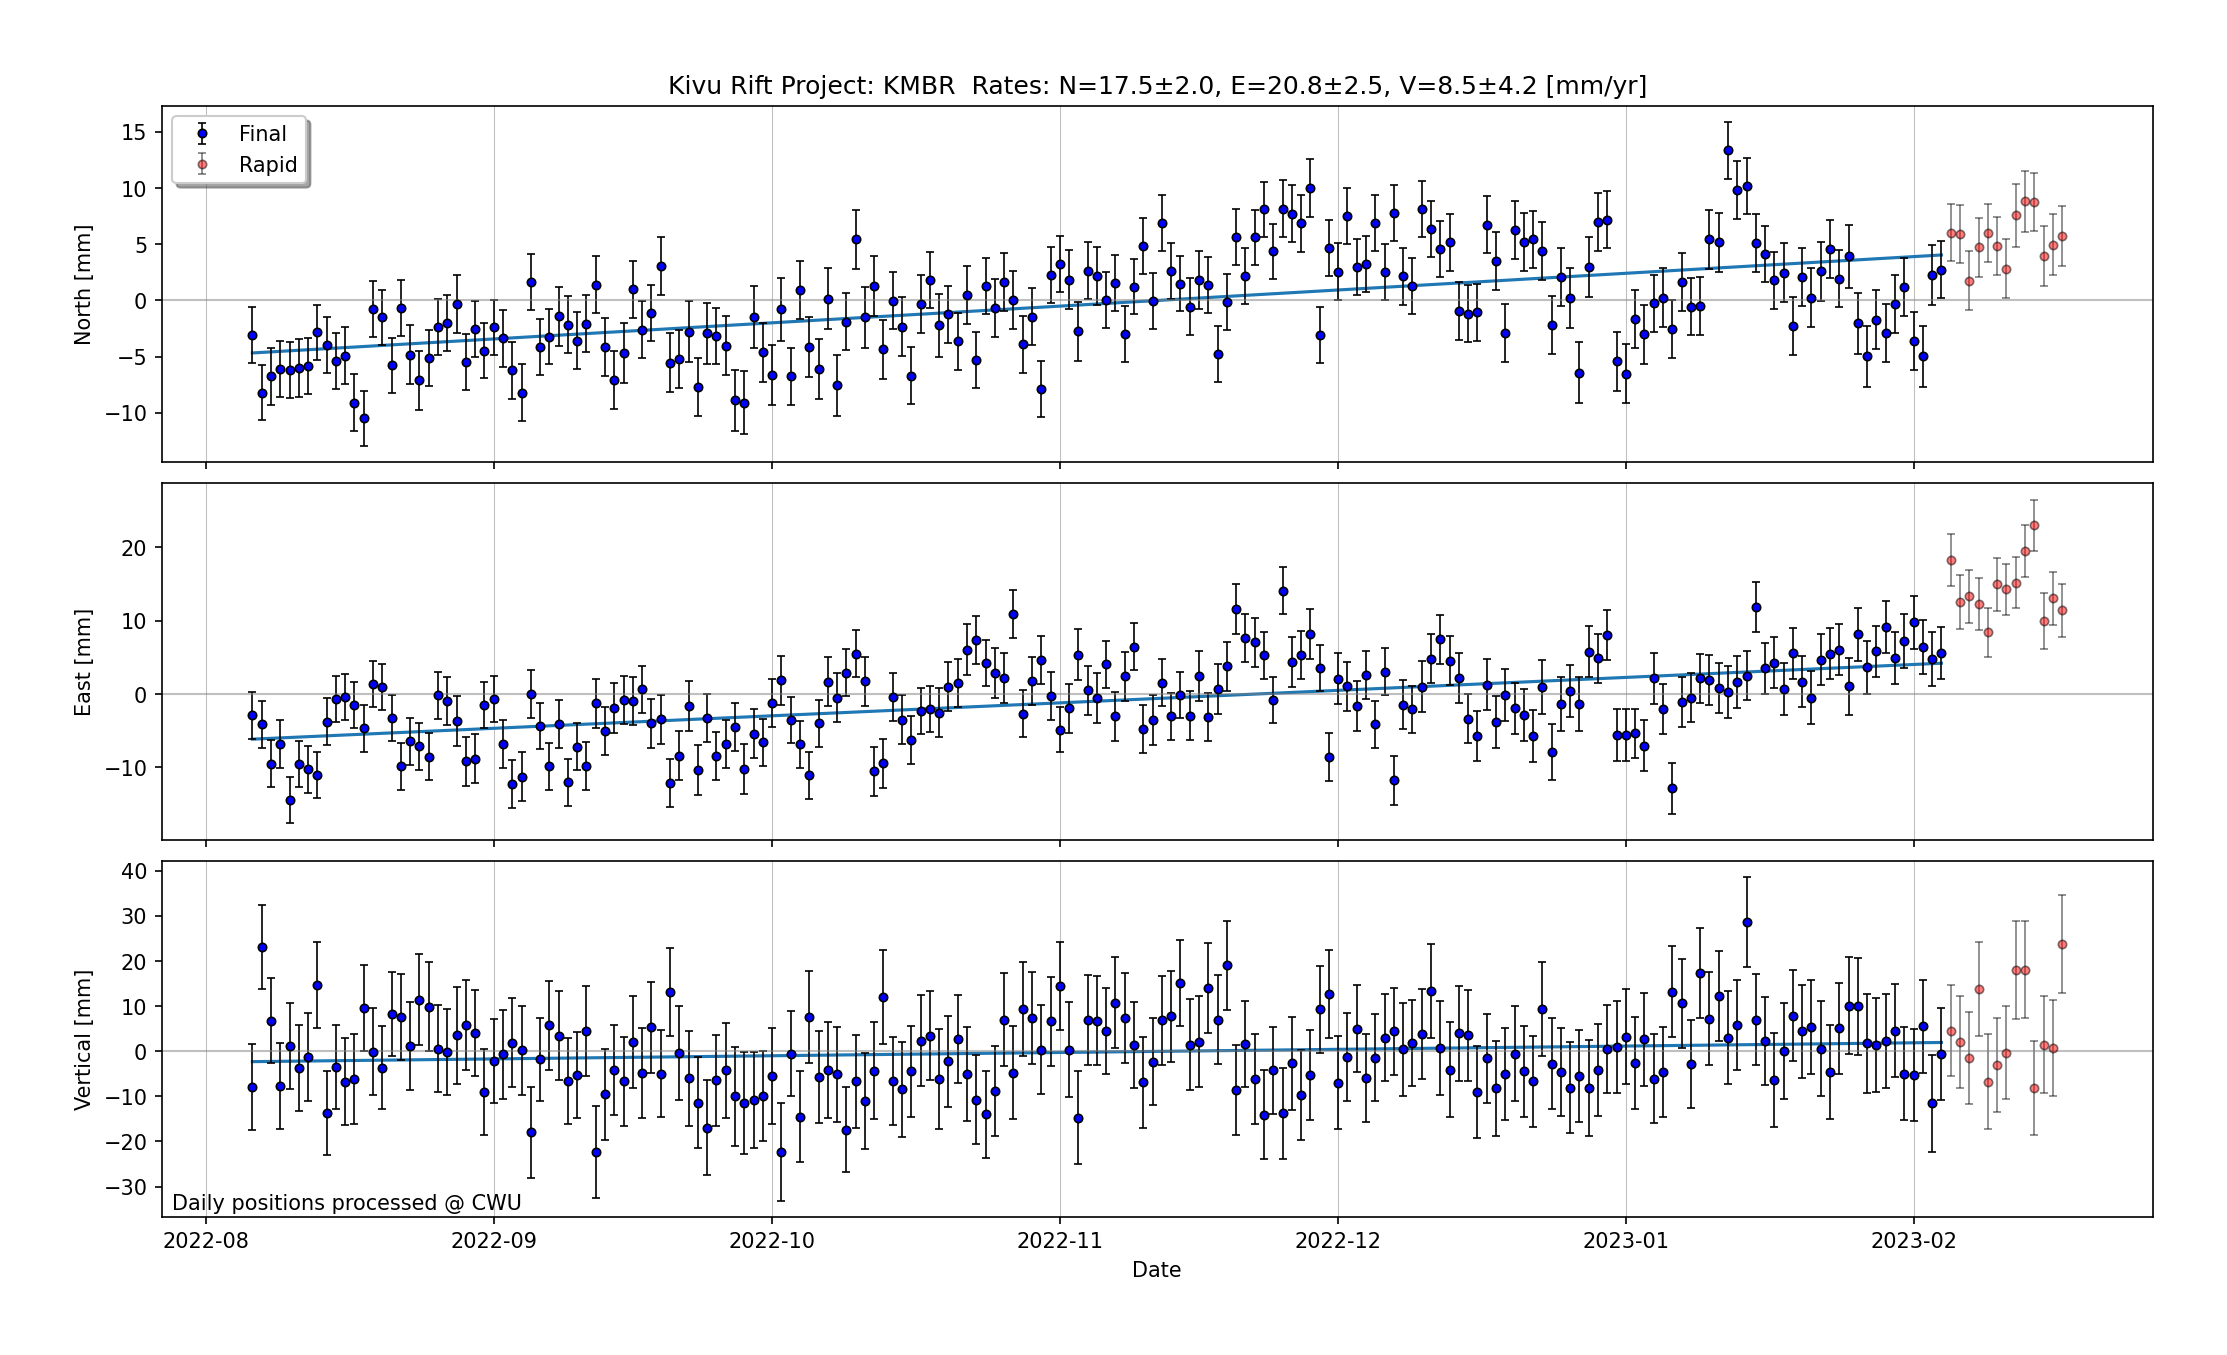 Kivu Rift Project: KMBR  Rates: N=17.5±2.0, E=20.8±2.5, V=8.5±4.2 [mm/yr]
Final
Rapid
North [mm]
15
10
5
0
−5
−10
East [mm]
20
10
0
−10
Vertical [mm]
40
30
20
10
0
−10
−20
−30
Daily positions processed @ CWU
2022-08 2022-09 2022-10 2022-11 2022-12 2023-01 2023-02
Date